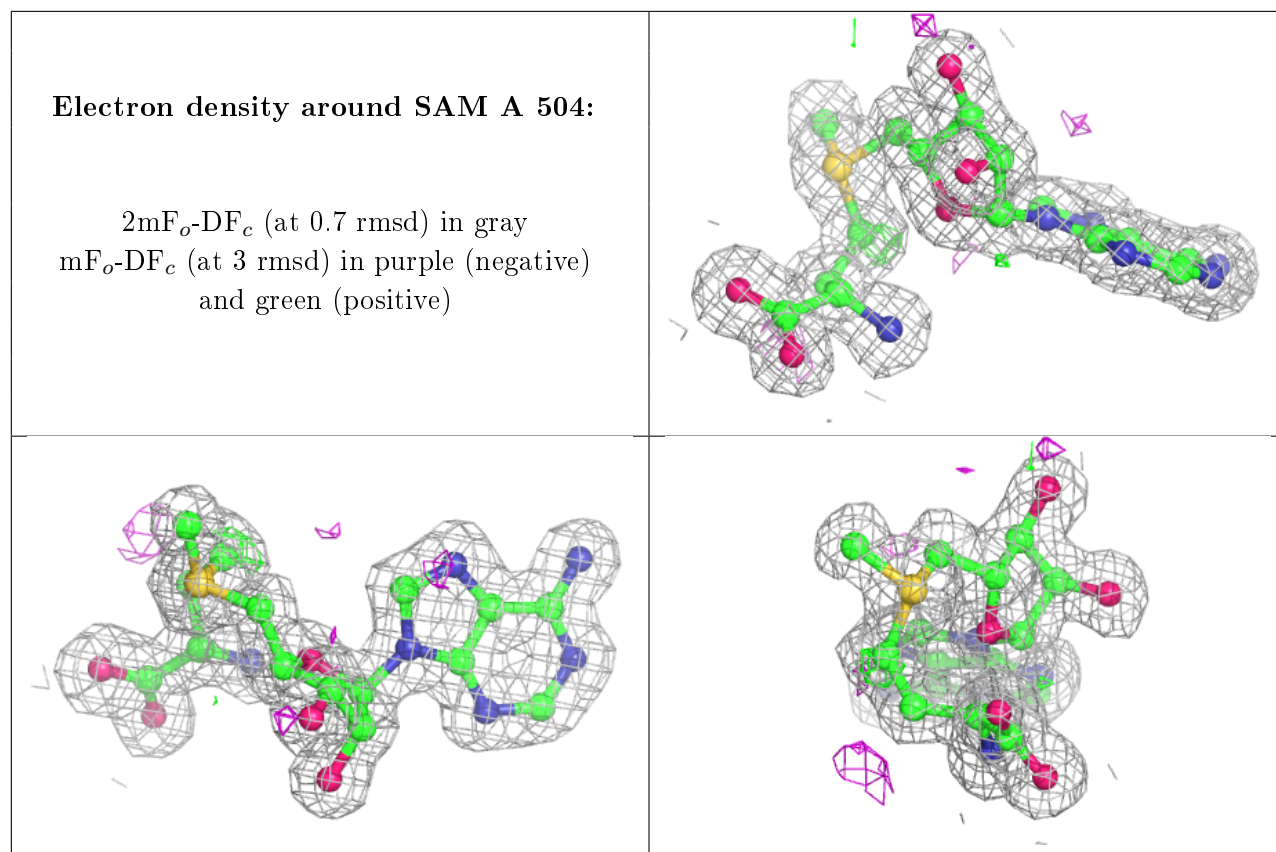 Electron density around SAM A 504:
2mFo-DFc (at 0.7 rmsd) in gray
mFo-DFc (at 3 rmsd) in purple (negative)
and green (positive)